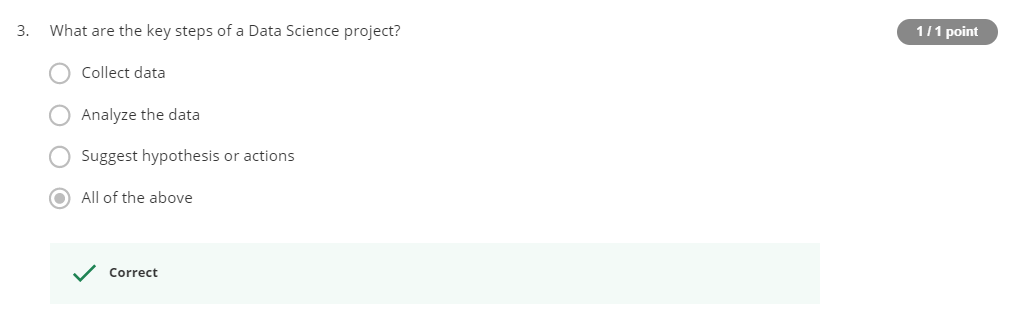 3. What are the key steps of a Data Science project?
1 / 1 point
Collect data
Analyze the data
Suggest hypothesis or actions
All of the above
Correct